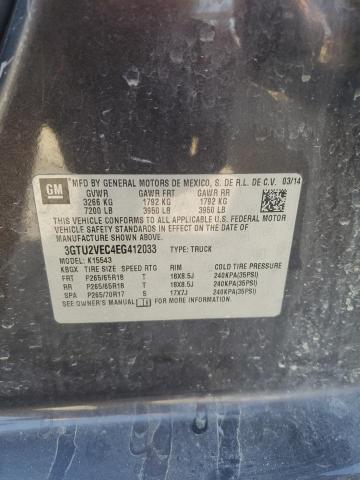 GM MFD BY GENERAL MOTORS DE MEXICO, S. DE R.L. DE C.V. 03/14
GVWR GAWR FRT GAWR RR
3266 KG 1792 KG 1792 KG
7200 LB 3950 LB 3950 LB
THIS VEHICLE CONFORMS TO ALL APPLICABLE U.S. FEDERAL MOTOR
VEHICLE SAFETY STANDARDS IN EFFECT ON THE DATE OF
MANUFACTURE SHOWN ABOVE.
3GTU2VEC4EG412033 TYPE: TRUCK
MODEL: K15543
KBGX TIRE SIZE SPEED RTG RIM COLD TIRE PRESSURE
FRT P265/65R18 T 18X8.5J 240KPA(35PSI)
RR P265/65R18 T 18X8.5J 240KPA(35PSI)
SPA P265/70R17 S 17X7J 240KPA(35PSI)
SEE OWNER'S MANUAL FOR MORE INFORMATION.